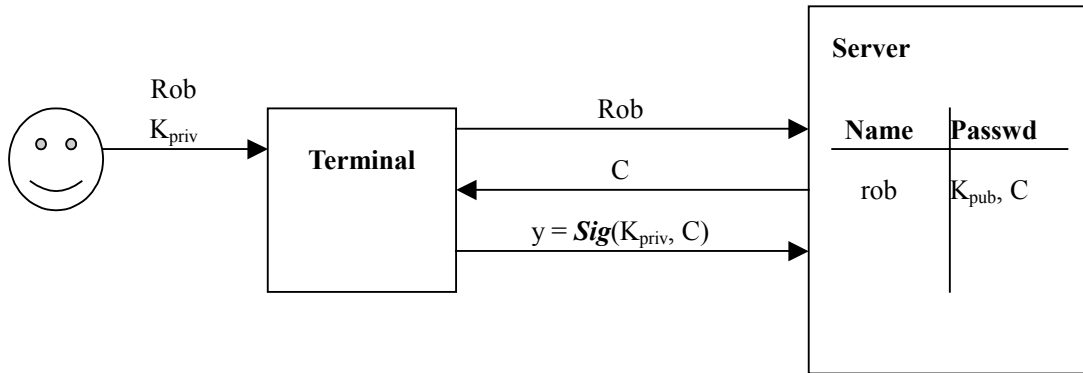 Rob
K_priv
Terminal
Rob
C
y = Sig(K_priv, C)
Server
Name Passwd
rob K_pub, C